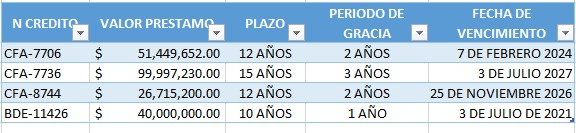 N CREDITO VALOR PRESTAMO PLAZO PERIODO DE GRACIA FECHA DE VENCIMIENTO
CFA-7706 $ 51,449,652.00 12 AÑOS 2 AÑOS 7 DE FEBRERO 2024
CFA-7736 $ 99,997,230.00 15 AÑOS 3 AÑOS 3 DE JULIO 2027
CFA-8744 $ 26,715,200.00 12 AÑOS 2 AÑOS 25 DE NOVIEMBRE 2026
BDE-11426 $ 40,000,000.00 10 AÑOS 1 AÑO 3 DE JULIO DE 2021